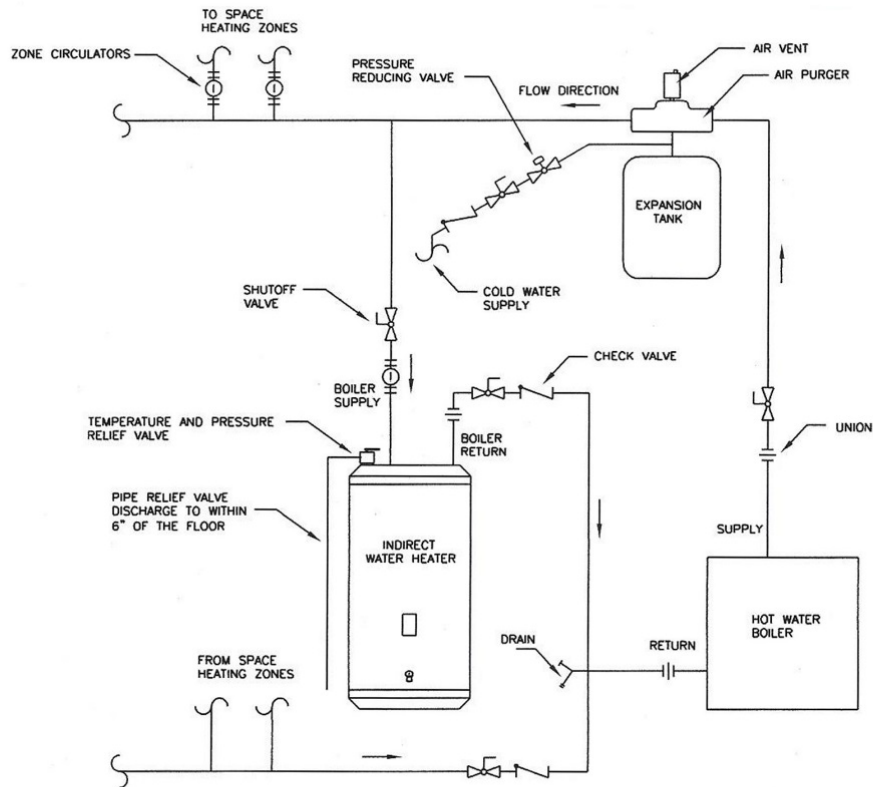 TO SPACE
HEATING ZONES
ZONE CIRCULATORS
PRESSURE
REDUCING VALVE
FLOW DIRECTION
AIR VENT
AIR PURGER
EXPANSION
TANK
COLD WATER
SUPPLY
SHUTOFF
VALVE
BOILER
SUPPLY
CHECK VALVE
TEMPERATURE AND PRESSURE
RELIEF VALVE
BOILER
RETURN
UNION
PIPE RELIEF VALVE
DISCHARGE TO WITHIN
6" OF THE FLOOR
SUPPLY
INDIRECT
WATER HEATER
HOT WATER
BOILER
DRAIN
RETURN
FROM SPACE
HEATING ZONES